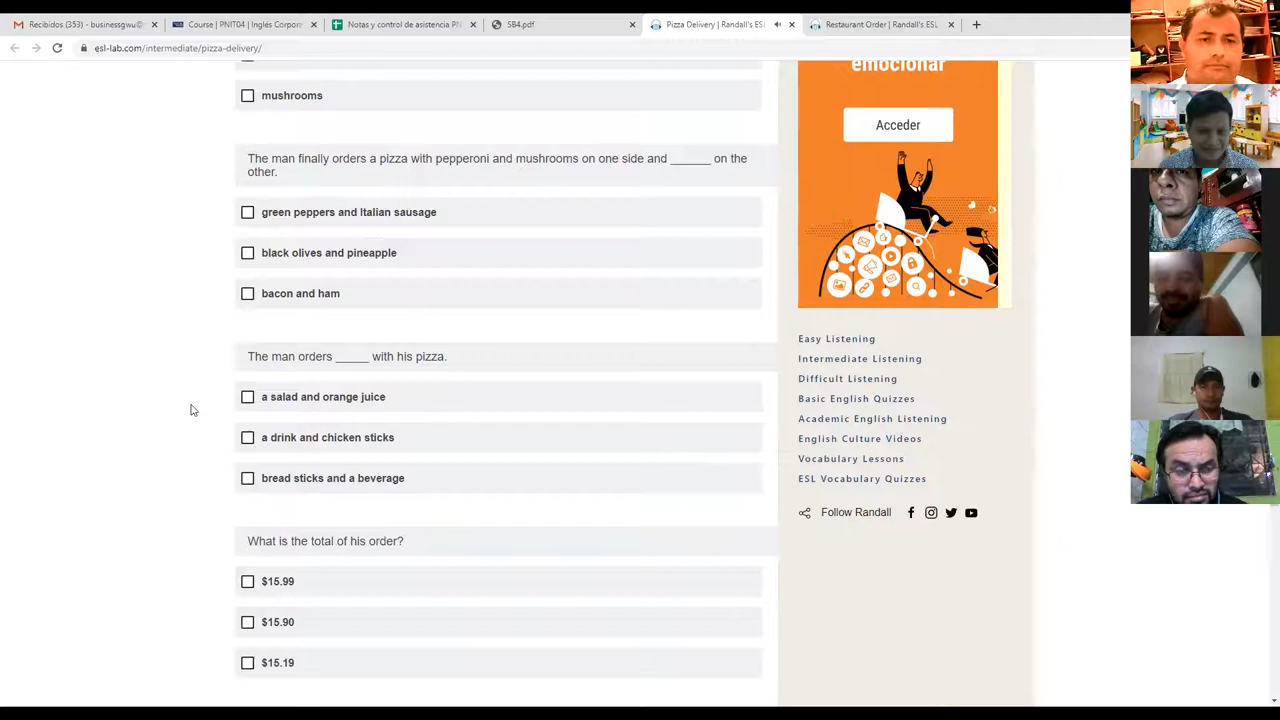 Recibidos (353) - businessgwu@
Course | PNIT04 | Inglés Corpor
Notas y control de asistencia P
SB4.pdf
Pizza Delivery | Randall's ESL
Restaurant Order | Randall's ESL
esl-lab.com/intermediate/pizza-delivery/
emocionar
Acceder
mushrooms
The man finally orders a pizza with pepperoni and mushrooms on one side and ______ on the
other.
green peppers and Italian sausage
black olives and pineapple
bacon and ham
The man orders _____ with his pizza.
a salad and orange juice
a drink and chicken sticks
bread sticks and a beverage
What is the total of his order?
$15.99
$15.90
$15.19
Easy Listening
Intermediate Listening
Difficult Listening
Basic English Quizzes
Academic English Listening
English Culture Videos
Vocabulary Lessons
ESL Vocabulary Quizzes
Follow Randall